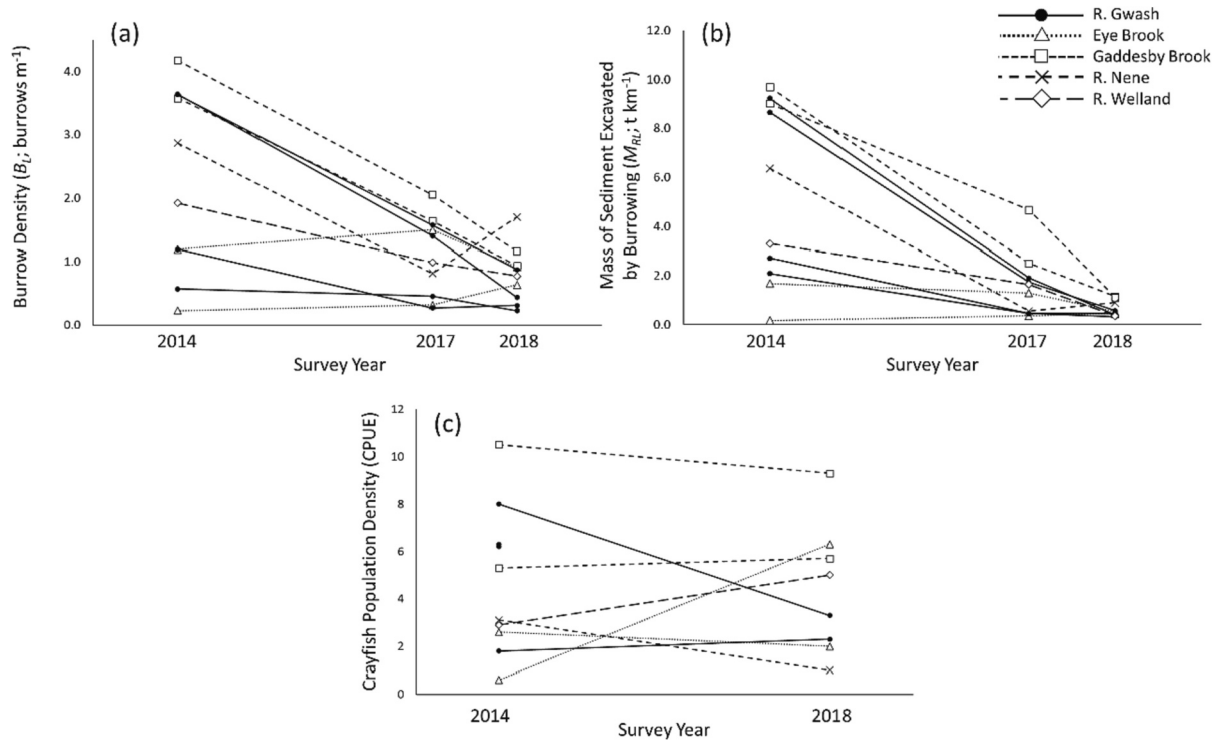 (a)
Burrow Density (B_L; burrows m⁻¹)
4.0
3.0
2.0
1.0
0.0
2014
2017
2018
Survey Year
(b)
Mass of Sediment Excavated
by Burrowing (M_RL; t km⁻¹)
12.0
10.0
8.0
6.0
4.0
2.0
0.0
2014
2017
2018
Survey Year
R. Gwash
Eye Brook
Gaddesby Brook
R. Nene
R. Welland
(c)
Crayfish Population Density (CPUE)
12
10
8
6
4
2
0
2014
2018
Survey Year